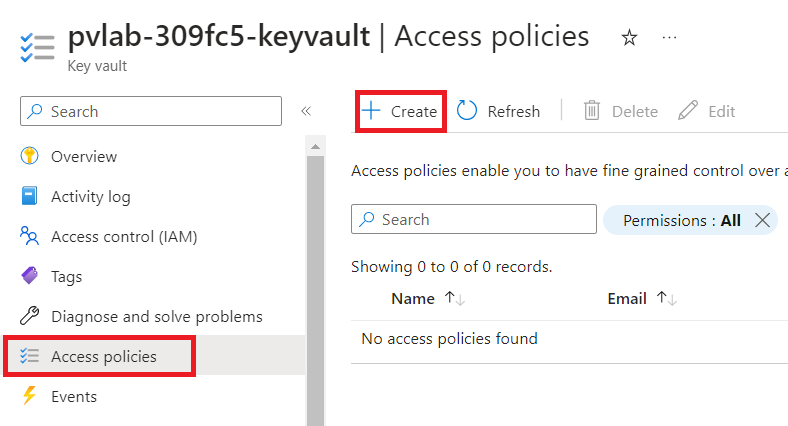 pvlab-309fc5-keyvault | Access policies
Key vault
Search
Create Refresh Delete Edit
Overview
Activity log
Access control (IAM)
Tags
Diagnose and solve problems
Access policies
Events
Access policies enable you to have fine grained control over
Search
Permissions : All
Showing 0 to 0 of 0 records.
Name Email
No access policies found